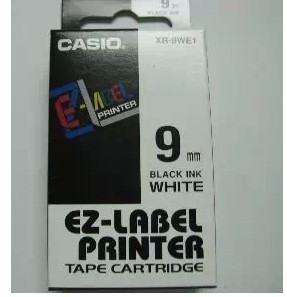 9 mm
BLACK INK
CASIO
XR-9WE1
EZ-LABEL
PRINTER
9 mm
BLACK INK
WHITE
EZ-LABEL
PRINTER
TAPE CARTRIDGE